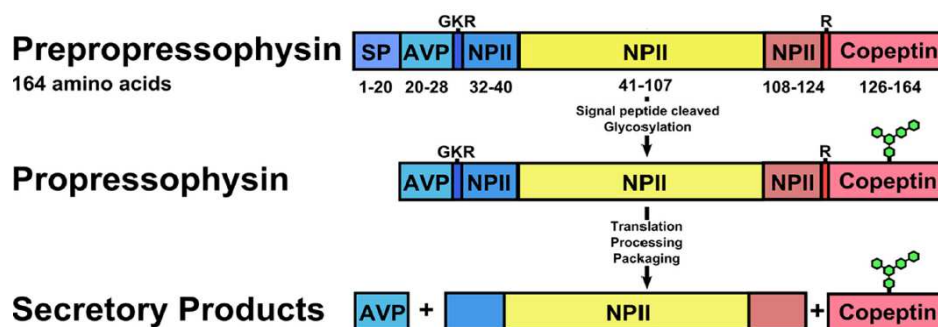 GKR R
Prepropressophysin SP AVP NPII NPII NPII Copeptin
164 amino acids 1-20 20-28 32-40 41-107 108-124 126-164
Signal peptide cleaved
Glycosylation
GKR R
Propressophysin AVP NPII NPII NPII Copeptin
Translation
Processing
Packaging
Secretory Products AVP + NPII + Copeptin